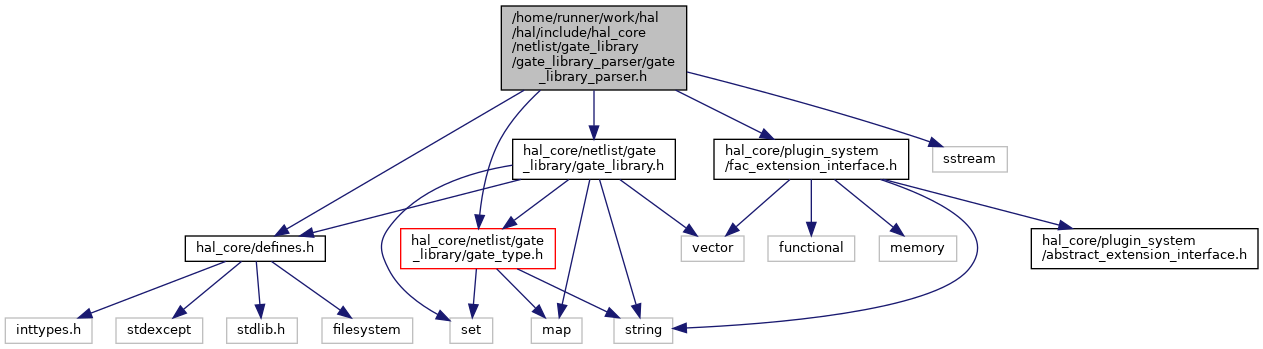 /home/runner/work/hal
/hal/include/hal_core
/netlist/gate_library
/gate_library_parser/gate
_library_parser.h
hal_core/netlist/gate
_library/gate_library.h
hal_core/plugin_system
/fac_extension_interface.h
sstream
hal_core/defines.h
hal_core/netlist/gate
_library/gate_type.h
vector
functional
memory
hal_core/plugin_system
/abstract_extension_interface.h
inttypes.h
stdexcept
stdlib.h
filesystem
set
map
string